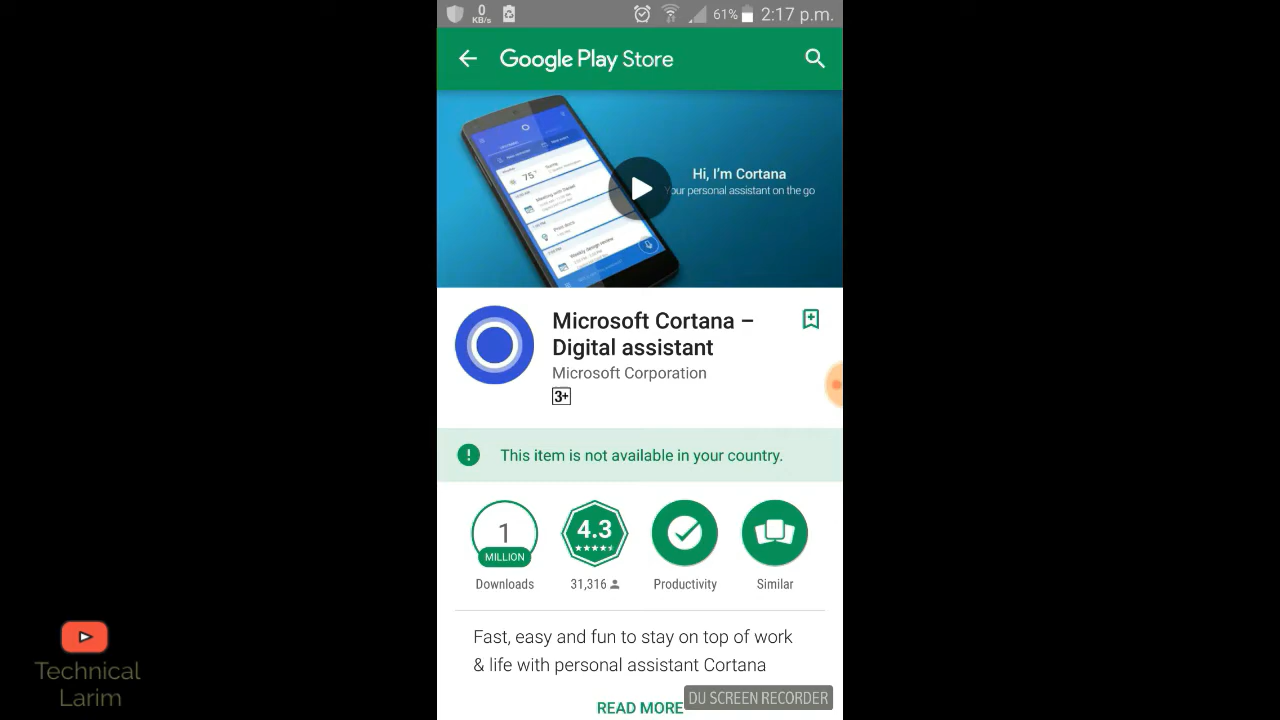 0
KB/s
61%
2:17 p.m.
Google Play Store
75°
Hi, I'm Cortana
Your personal assistant on the go
Microsoft Cortana –
Digital assistant
Microsoft Corporation
3+
This item is not available in your country.
1
MILLION
Downloads
4.3
31,316
Productivity
Similar
Fast, easy and fun to stay on top of work
& life with personal assistant Cortana
READ MORE
DU SCREEN RECORDER
Technical
Larim